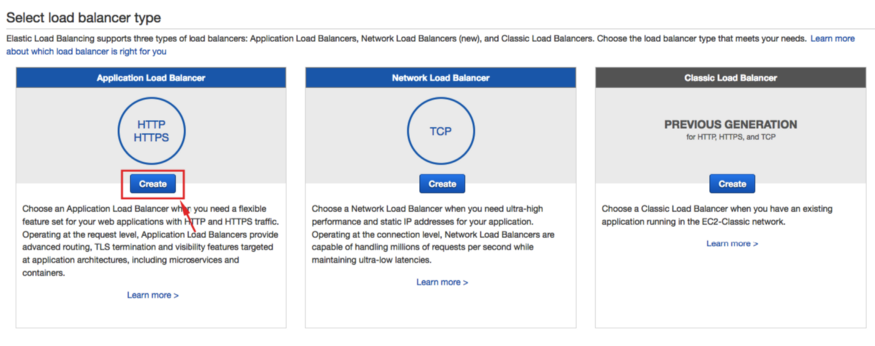 Select load balancer type
Elastic Load Balancing supports three types of load balancers: Application Load Balancers, Network Load Balancers (new), and Classic Load Balancers. Choose the load balancer type that meets your needs. Learn more
about which load balancer is right for you
Application Load Balancer
HTTP
HTTPS
Create
Choose an Application Load Balancer when you need a flexible
feature set for your web applications with HTTP and HTTPS traffic.
Operating at the request level, Application Load Balancers provide
advanced routing, TLS termination and visibility features targeted
at application architectures, including microservices and
containers.
Learn more >
Network Load Balancer
TCP
Create
Choose a Network Load Balancer when you need ultra-high
performance and static IP addresses for your application.
Operating at the connection level, Network Load Balancers are
capable of handling millions of requests per second while
maintaining ultra-low latencies.
Learn more >
Classic Load Balancer
PREVIOUS GENERATION
for HTTP, HTTPS, and TCP
Create
Choose a Classic Load Balancer when you have an existing
application running in the EC2-Classic network.
Learn more >